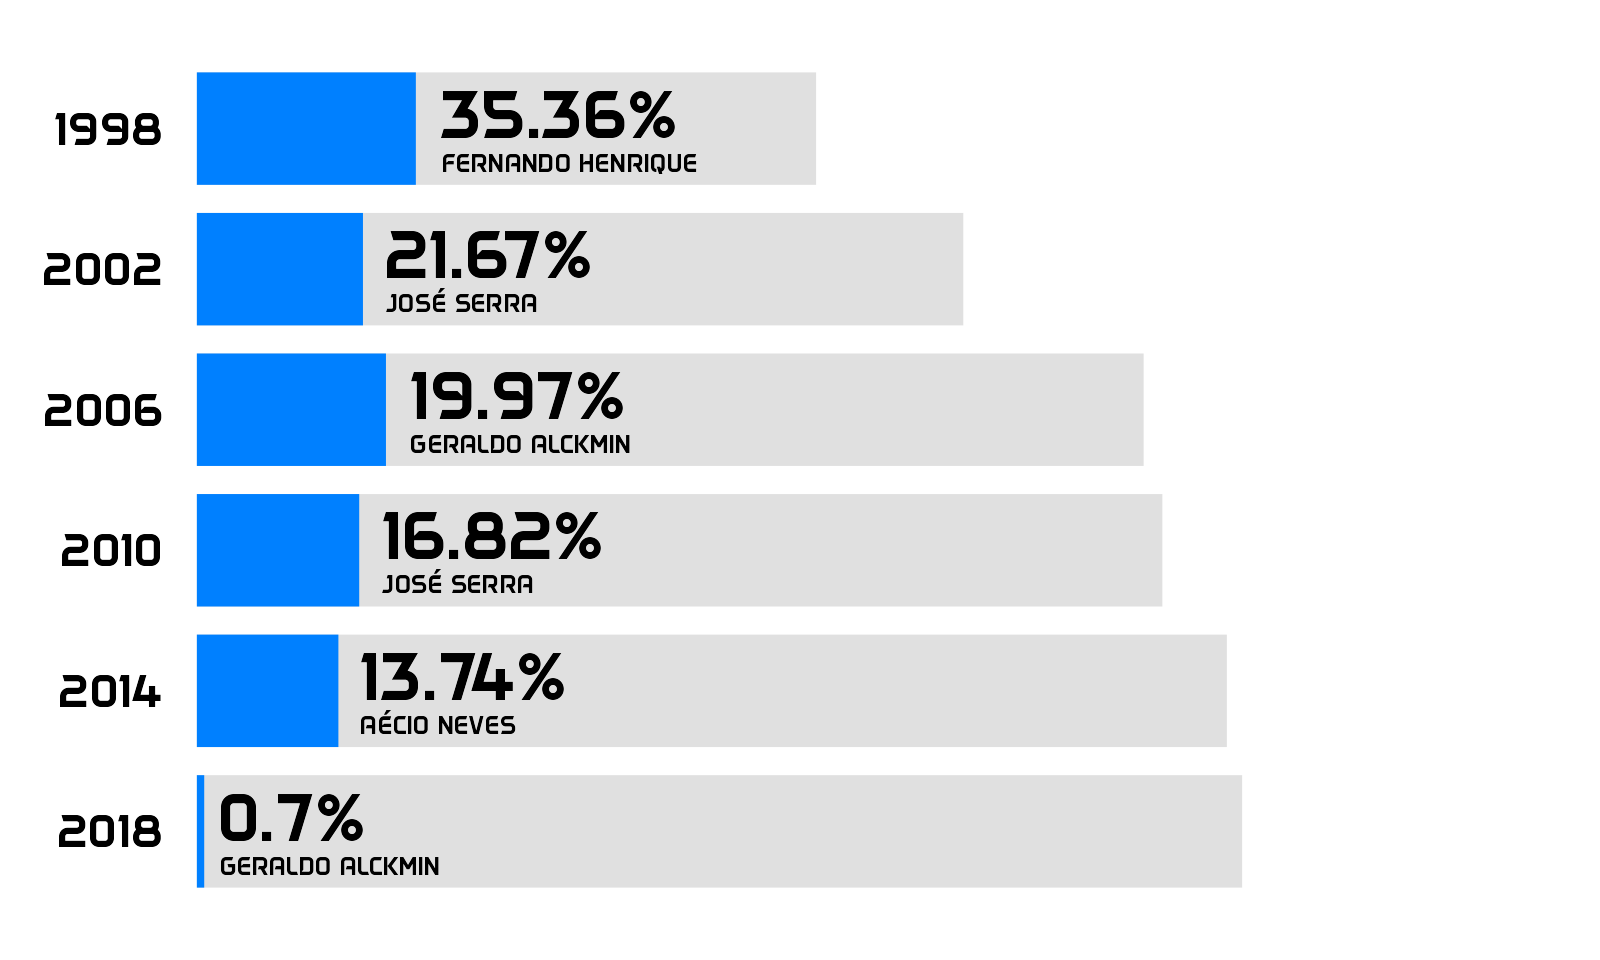 1998
35.36%
FERNANDO HENRIQUE
2002
21.67%
JOSÉ SERRA
2006
19.97%
GERALDO ALCKMIN
2010
16.82%
JOSÉ SERRA
2014
13.74%
AÉCIO NEVES
2018
0.7%
GERALDO ALCKMIN